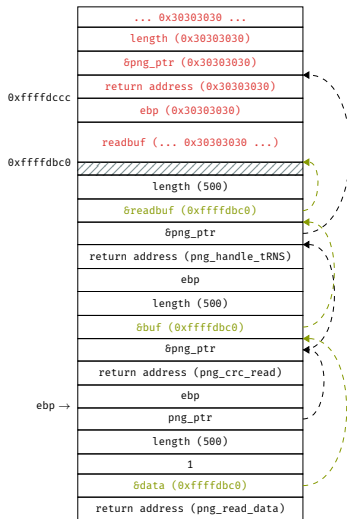 ... 0x30303030 ...
length (0x30303030)
&png_ptr (0x30303030)
return address (0x30303030)
0xffffdccc
ebp (0x30303030)
readbuf (... 0x30303030 ...)
0xffffdbc0
length (500)
&readbuf (0xffffdbc0)
&png_ptr
return address (png_handle_tRNS)
ebp
length (500)
&buf (0xffffdbc0)
&png_ptr
return address (png_crc_read)
ebp
ebp →
png_ptr
length (500)
1
&data (0xffffdbc0)
return address (png_read_data)